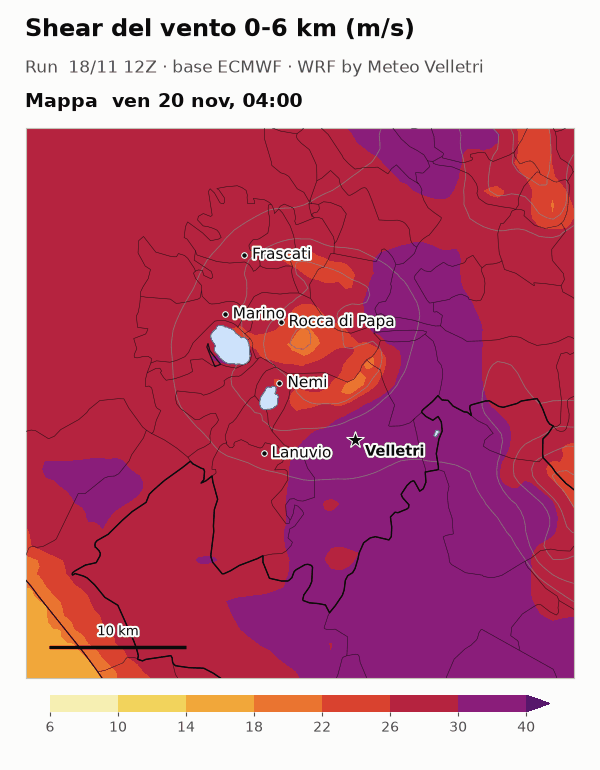 Shear del vento 0-6 km (m/s)
Run  18/11 12Z · base ECMWF · WRF by Meteo Velletri
Mappa  ven 20 nov, 04:00
Frascati
Marino
Rocca di Papa
Nemi
Velletri
Lanuvio
10 km
6 10 14 18 22 26 30 40